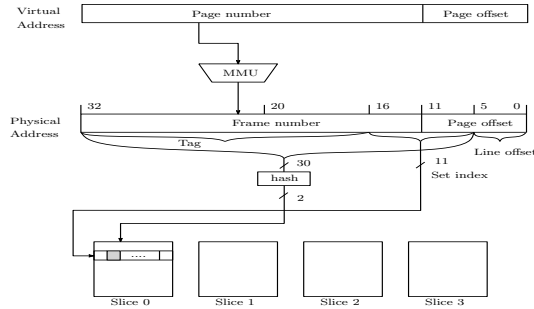 Virtual
Address
Page number
Page offset
MMU
Physical
Address
32
20
16
11
5
0
Frame number
Page offset
Tag
Line offset
30
11
hash
Set index
2
....
Slice 0
Slice 1
Slice 2
Slice 3